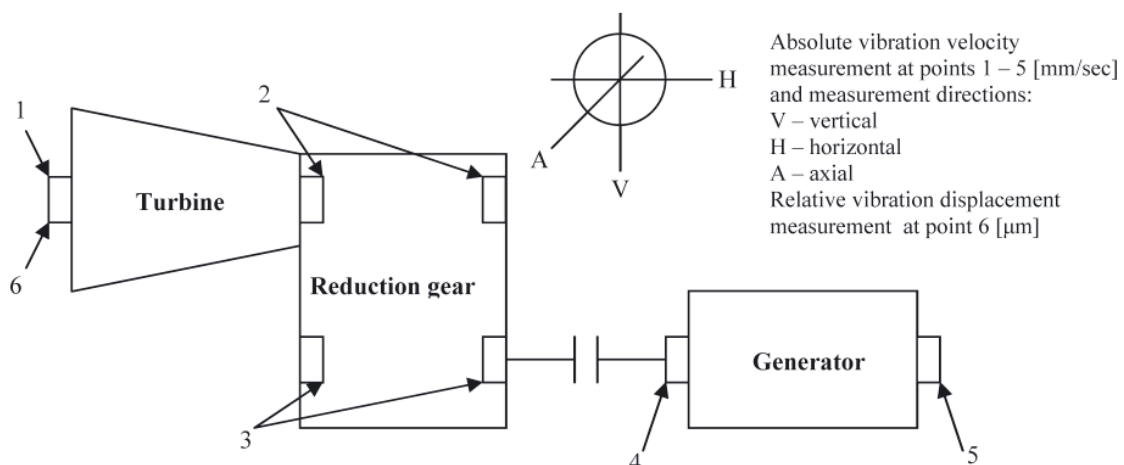 1
2
Turbine
6
Reduction gear
3
H
A
V
Absolute vibration velocity
measurement at points 1 – 5 [mm/sec]
and measurement directions:
V – vertical
H – horizontal
A – axial
Relative vibration displacement
measurement at point 6 [μm]
Generator
4
5